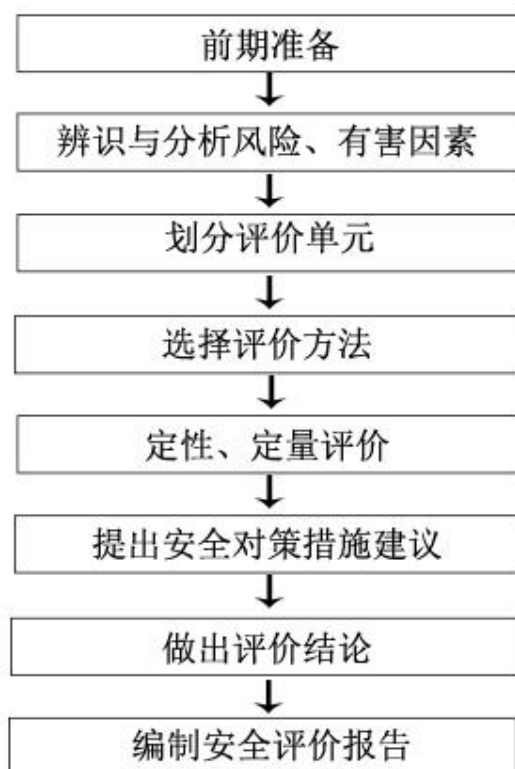 前期准备
辨识与分析风险、有害因素
划分评价单元
选择评价方法
定性、定量评价
提出安全对策措施建议
做出评价结论
编制安全评价报告